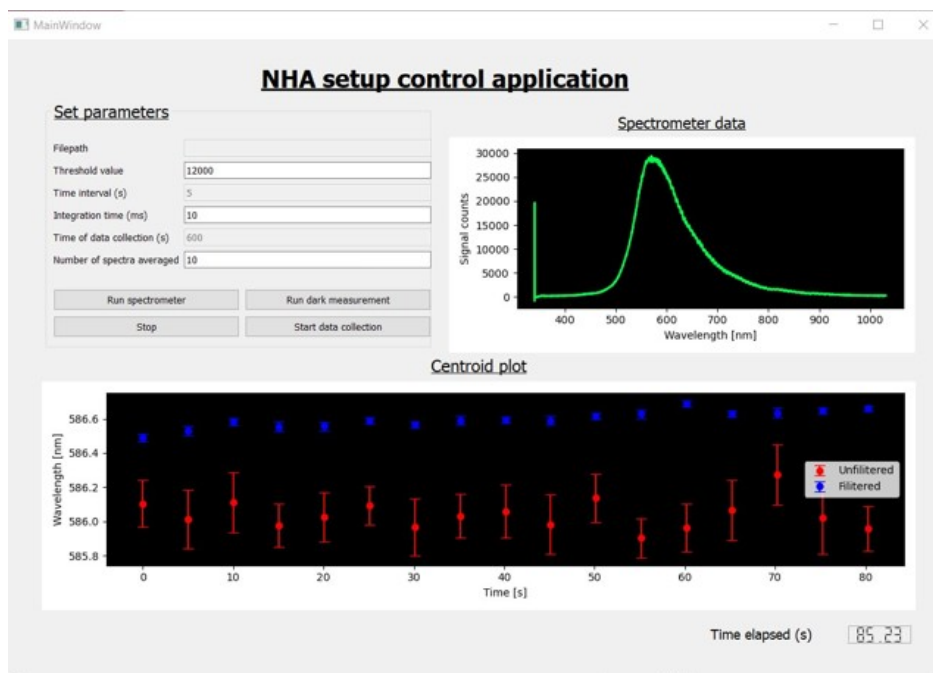 MainWindow
NHA setup control application
Set parameters
Filepath
Threshold value 12000
Time interval (s) 5
Integration time (ms) 10
Time of data collection (s) 600
Number of spectra averaged 10
Run spectrometer Run dark measurement
Stop Start data collection
Spectrometer data
Signal counts
30000
25000
20000
15000
10000
5000
0
400 500 600 700 800 900 1000
Wavelength [nm]
Centroid plot
Wavelength [nm]
586.6
586.4
586.2
586.0
585.8
Unfilitered
Filitered
0 10 20 30 40 50 60 70 80
Time [s]
Time elapsed (s) 85.23